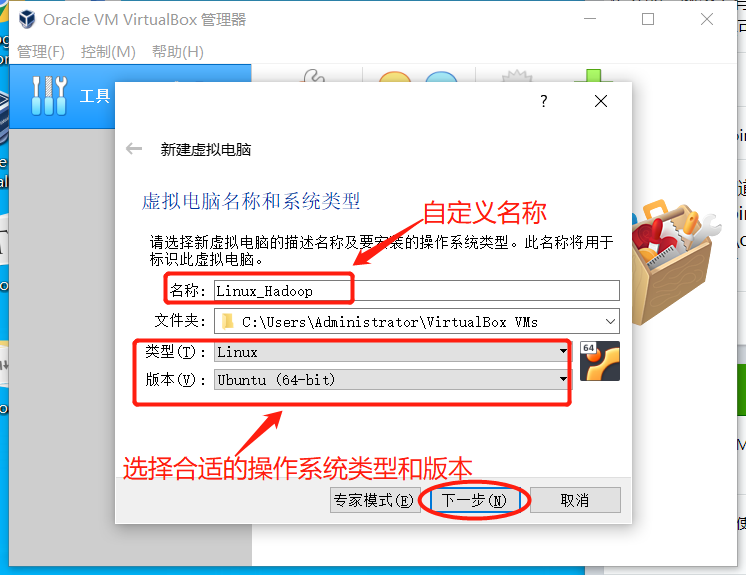 Oracle VM VirtualBox 管理器
管理(F) 控制(M) 帮助(H)
工具
?
新建虚拟电脑
虚拟电脑名称和系统类型
自定义名称
请选择新虚拟电脑的描述名称及要安装的操作系统类型。此名称将用于
标识此虚拟电脑。
名称: Linux_Hadoop
文件夹: C:\Users\Administrator\VirtualBox VMs
类型(T): Linux
64
版本(V): Ubuntu (64-bit)
选择合适的操作系统类型和版本
专家模式(E) 下一步(N) 取消